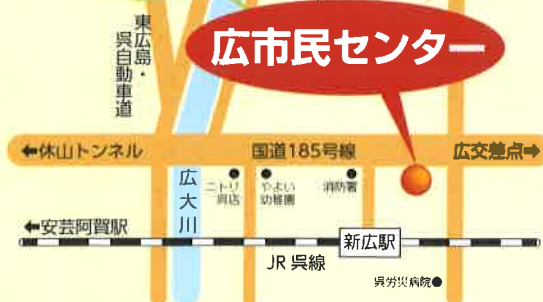 東広島・
呉自動車道
広市民センター
←休山トンネル
国道185号線
広交差点→
広大川
ニトリ
呉店
やよい
幼稚園
消防署
←安芸阿賀駅
新広駅
JR 呉線
呉労災病院●